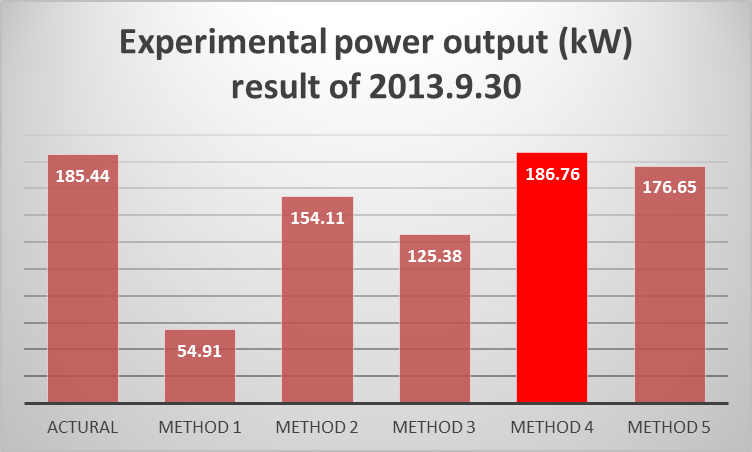 Experimental power output (kW)
result of 2013.9.30
185.44
54.91
154.11
125.38
186.76
176.65
ACTURAL
METHOD 1
METHOD 2
METHOD 3
METHOD 4
METHOD 5